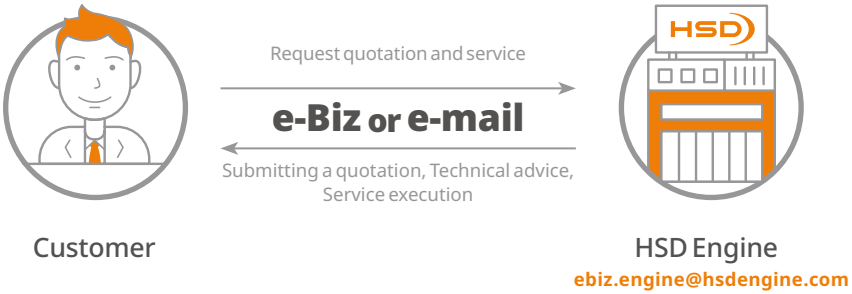 HSD
Request quotation and service
e-Biz or e-mail
Submitting a quotation, Technical advice,
Service execution
Customer
HSD Engine
ebiz.engine@hsdengine.com